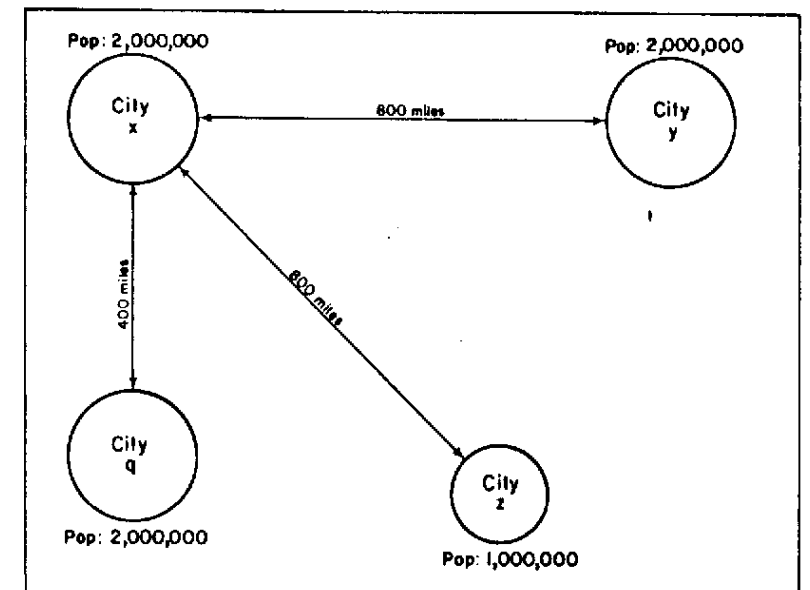 Pop: 2,000,000
City
x
800 miles
Pop: 2,000,000
City
y
400 miles
800 miles
City
q
Pop: 2,000,000
City
z
Pop: 1,000,000